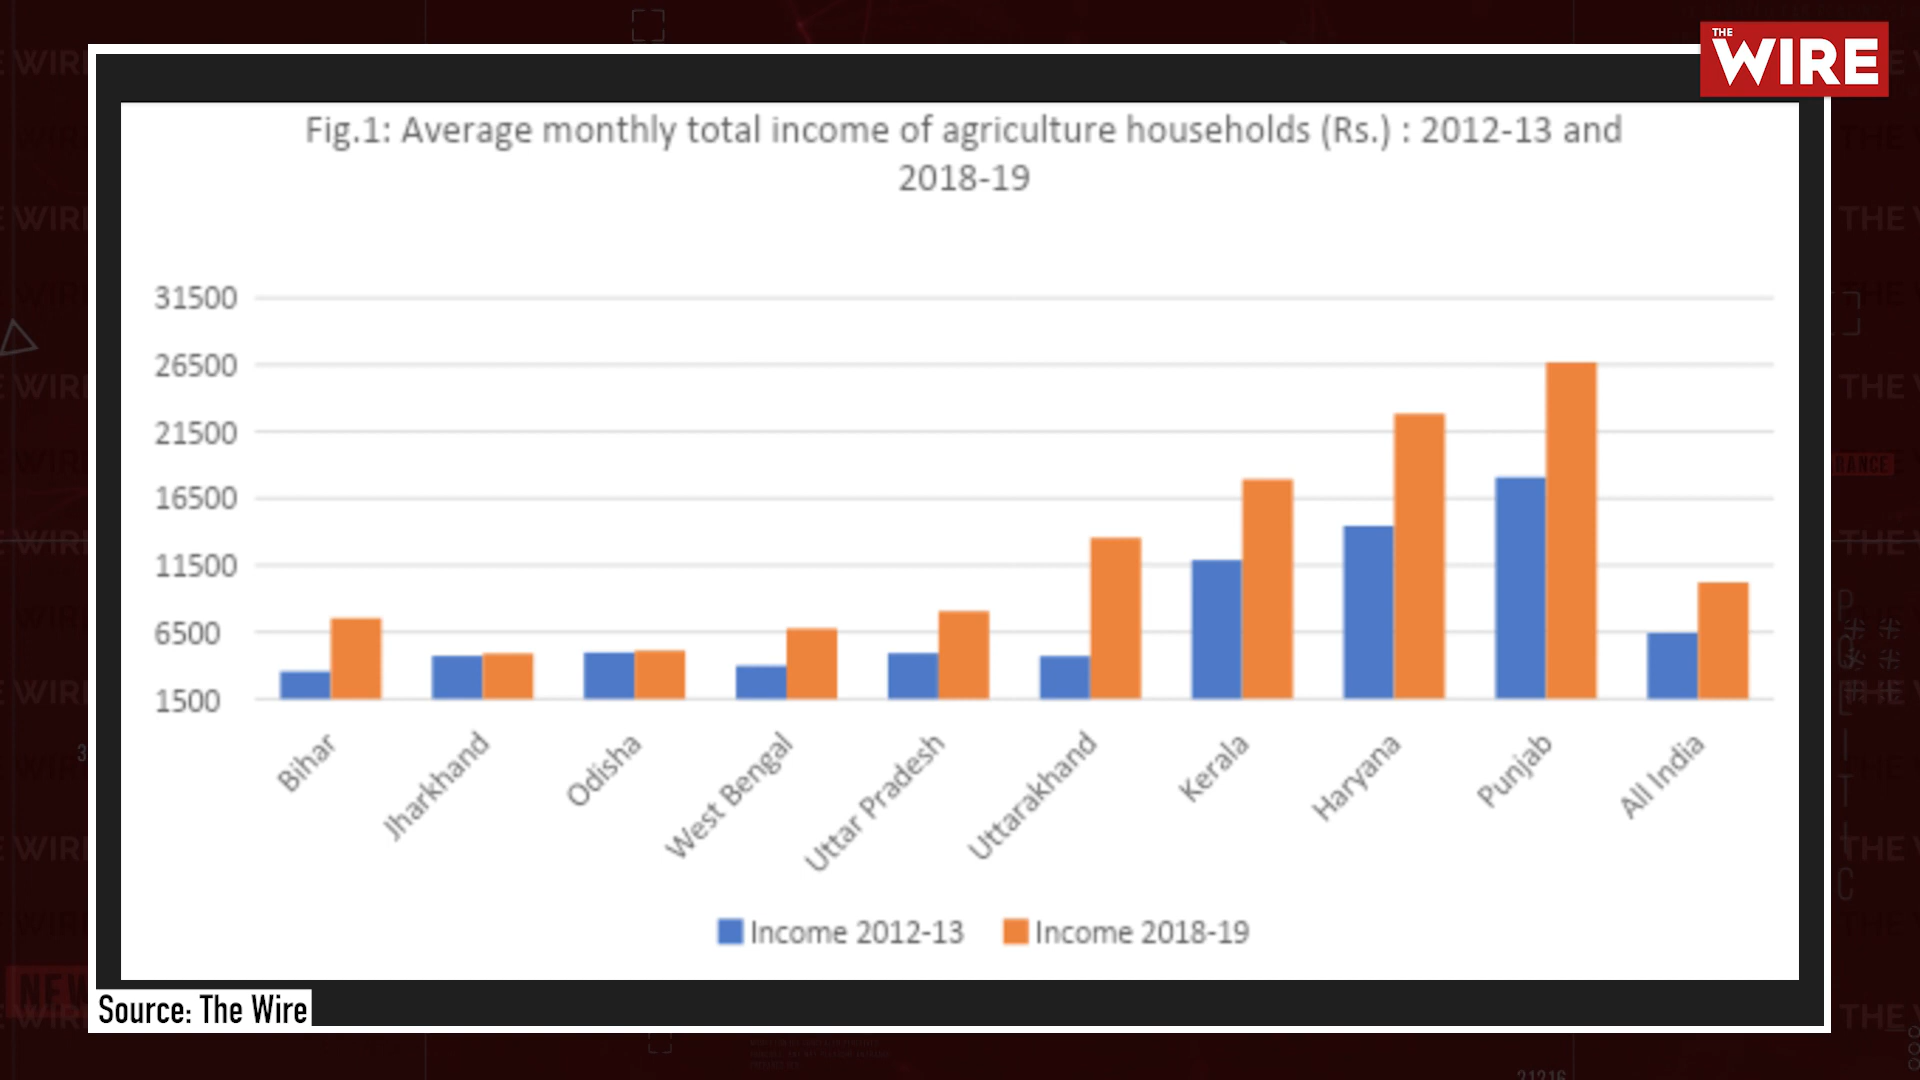 THE
WIRE
Fig.1: Average monthly total income of agriculture households (Rs.) : 2012-13 and
2018-19
31500
26500
21500
16500
11500
6500
1500
Bihar
Jharkhand
Odisha
West Bengal
Uttar Pradesh
Uttarakhand
Kerala
Haryana
Punjab
All India
Income 2012-13
Income 2018-19
Source: The Wire